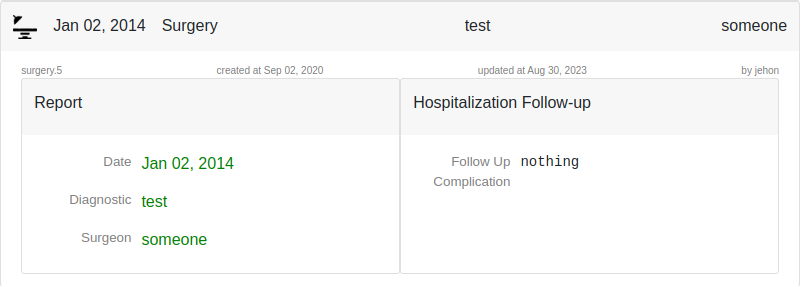 Jan 02, 2014 Surgery test someone
surgery.5 created at Sep 02, 2020 updated at Aug 30, 2023 by jehon
Report
Date Jan 02, 2014
Diagnostic test
Surgeon someone
Hospitalization Follow-up
Follow Up nothing
Complication